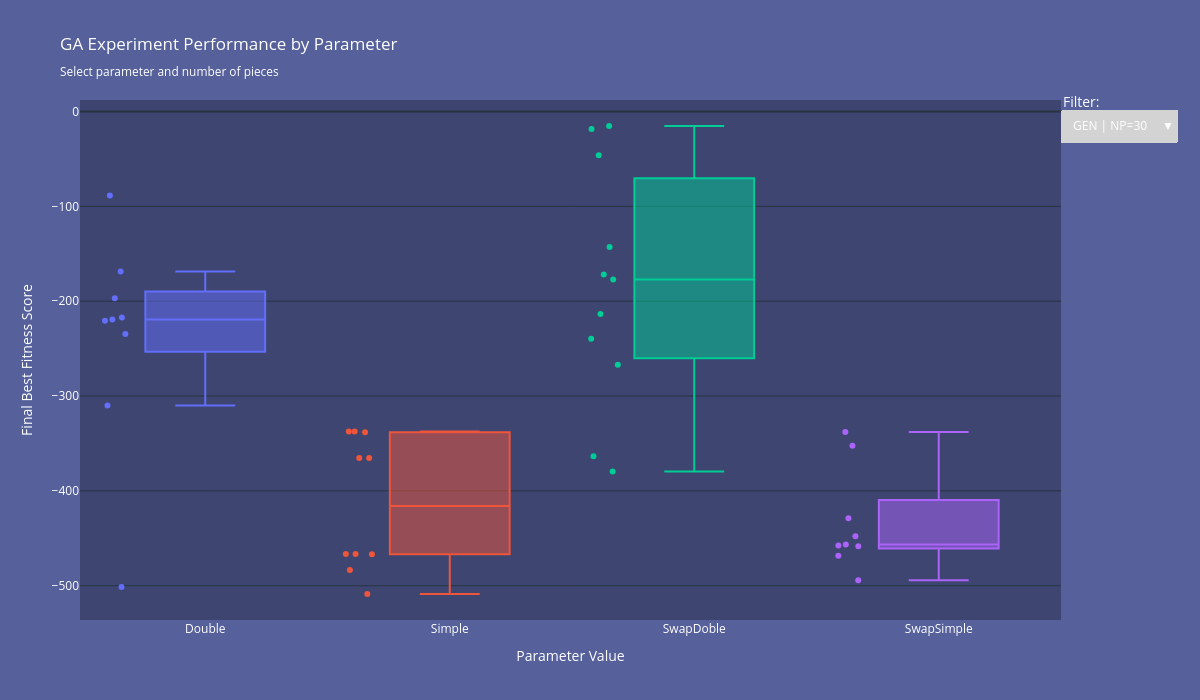 GA Experiment Performance by Parameter
Select parameter and number of pieces
Filter:
GEN | NP=30 ▼
0
−100
−200
−300
−400
−500
Final Best Fitness Score
Double
Simple
SwapDoble
SwapSimple
Parameter Value